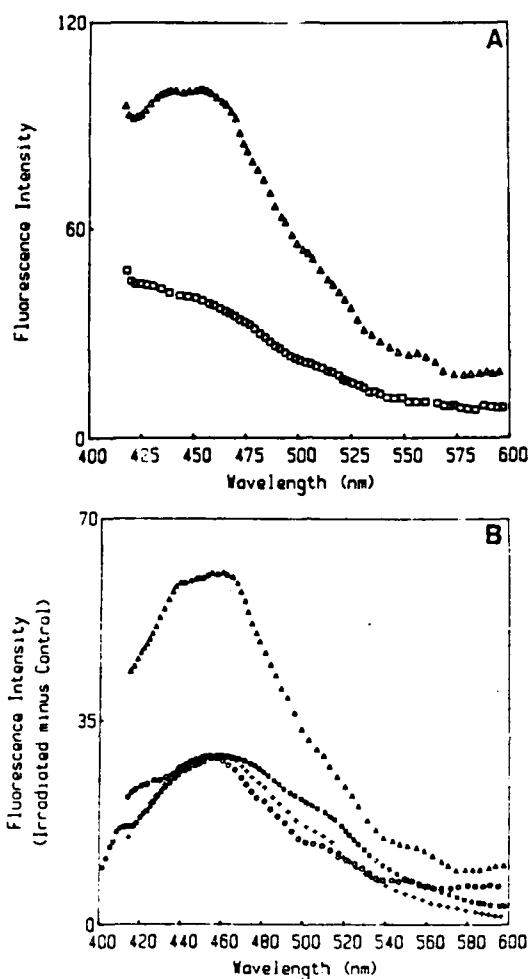 120
A
Fluorescence Intensity
60
0
400 425 450 475 500 525 550 575 600
Wavelength (nm)
70
B
Fluorescence Intensity
(Irradiated minus Control)
35
0
400 420 440 460 480 500 520 540 560 580 600
Wavelength (nm)